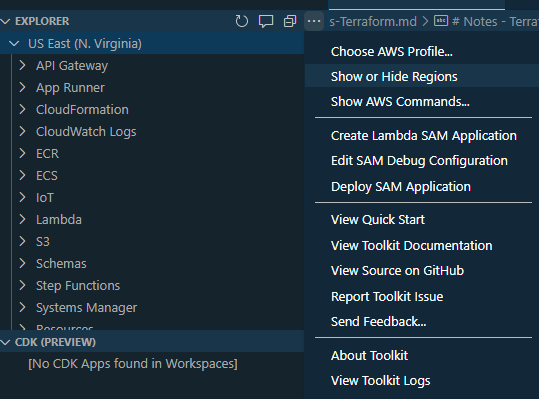 EXPLORER
s-Terraform.md > # Notes - Terra
US East (N. Virginia)
API Gateway
App Runner
CloudFormation
CloudWatch Logs
ECR
ECS
IoT
Lambda
S3
Schemas
Step Functions
Systems Manager
Resources
CDK (PREVIEW)
[No CDK Apps found in Workspaces]
Choose AWS Profile...
Show or Hide Regions
Show AWS Commands...
Create Lambda SAM Application
Edit SAM Debug Configuration
Deploy SAM Application
View Quick Start
View Toolkit Documentation
View Source on GitHub
Report Toolkit Issue
Send Feedback...
About Toolkit
View Toolkit Logs